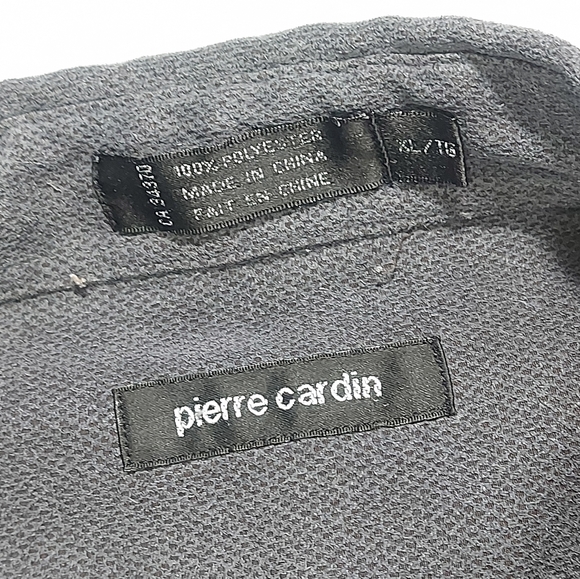 CA 34370
100% POLYESTER
MADE IN CHINA
FAIT EN CHINE
XL/TG
pierre cardin